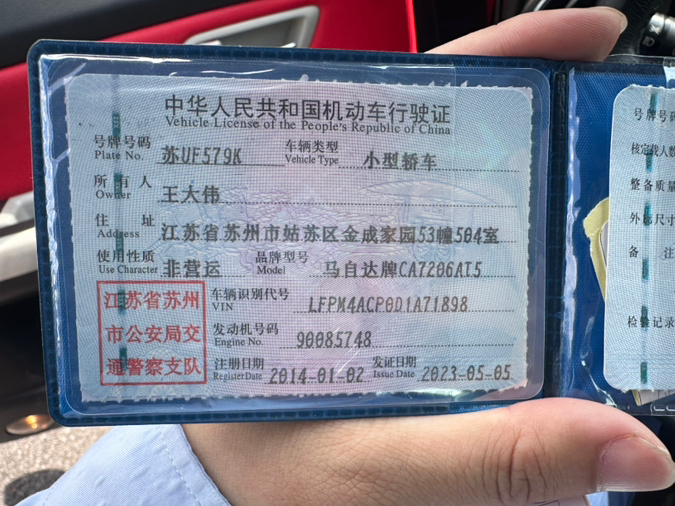 中华人民共和国机动车行驶证
Vehicle License of the People's Republic of China
号牌号码 苏UF579K 车辆类型 小型轿车
Plate No. Vehicle Type
所有人 王大伟
Owner
住址 江苏省苏州市姑苏区金成家园53幢504室
Address
使用性质 非营运 品牌型号 马自达牌CA7206AT5
Use Character Model
江苏省苏州
市公安局交
通警察支队
车辆识别代号 LFPM4ACP0D1A71898
VIN
发动机号码 90085748
Engine No.
注册日期 2014-01-02 发证日期 2023-05-05
Register Date Issue Date
号牌号码
核定载人数
整备质量
外廓尺寸
备注
检验记录